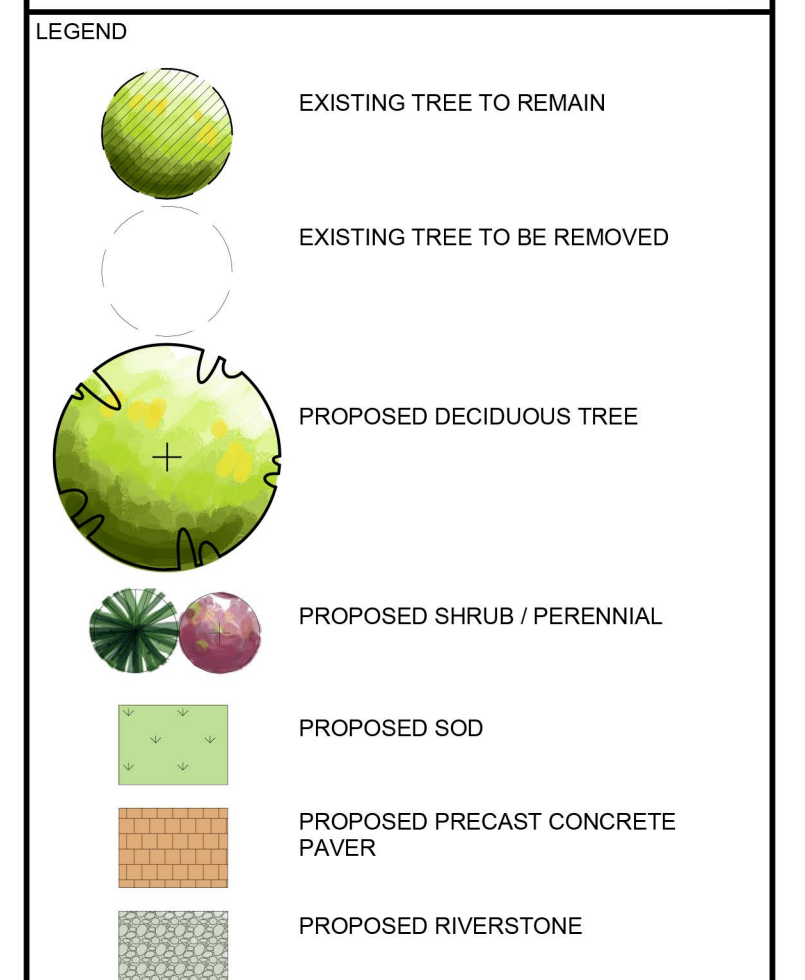 LEGEND
EXISTING TREE TO REMAIN
EXISTING TREE TO BE REMOVED
PROPOSED DECIDUOUS TREE
PROPOSED SHRUB / PERENNIAL
PROPOSED SOD
PROPOSED PRECAST CONCRETE
PAVER
PROPOSED RIVERSTONE